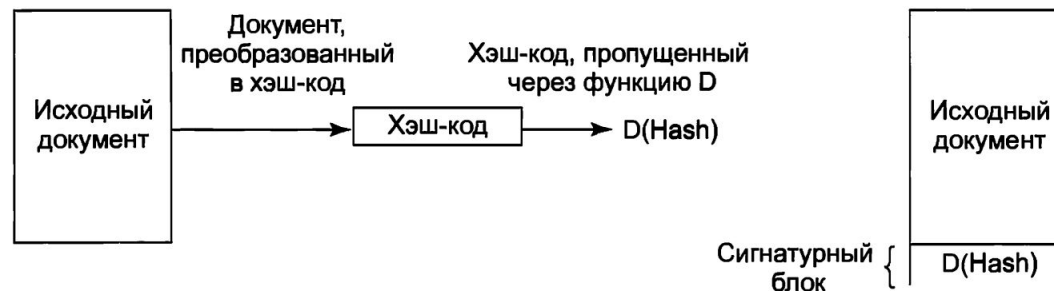 Исходный
документ
Документ,
преобразованный
в хэш-код
Хэш-код
Хэш-код, пропущенный
через функцию D
D(Hash)
Исходный
документ
Сигнатурный
блок
D(Hash)